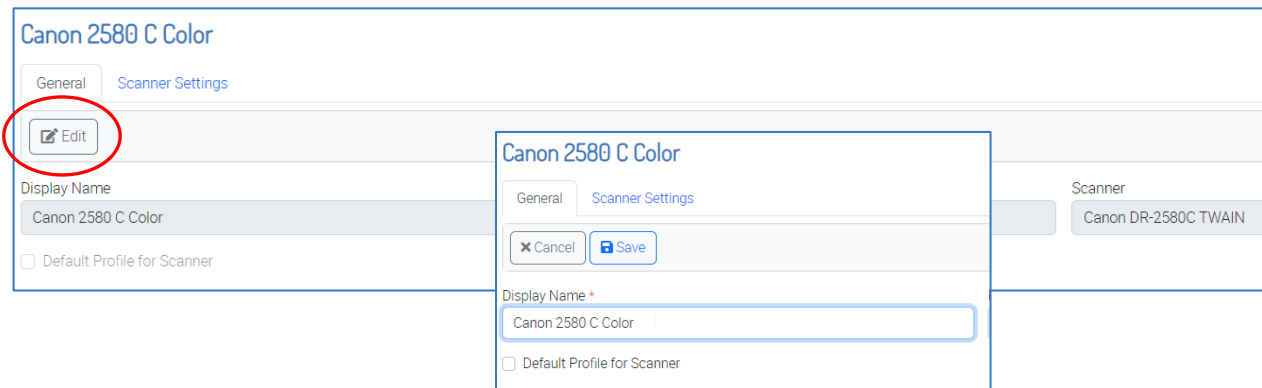 Canon 2580 C Color
General Scanner Settings
Edit
Display Name
Canon 2580 C Color
Default Profile for Scanner
Scanner
Canon DR-2580C TWAIN
Canon 2580 C Color
General Scanner Settings
Cancel Save
Display Name *
Canon 2580 C Color
Default Profile for Scanner